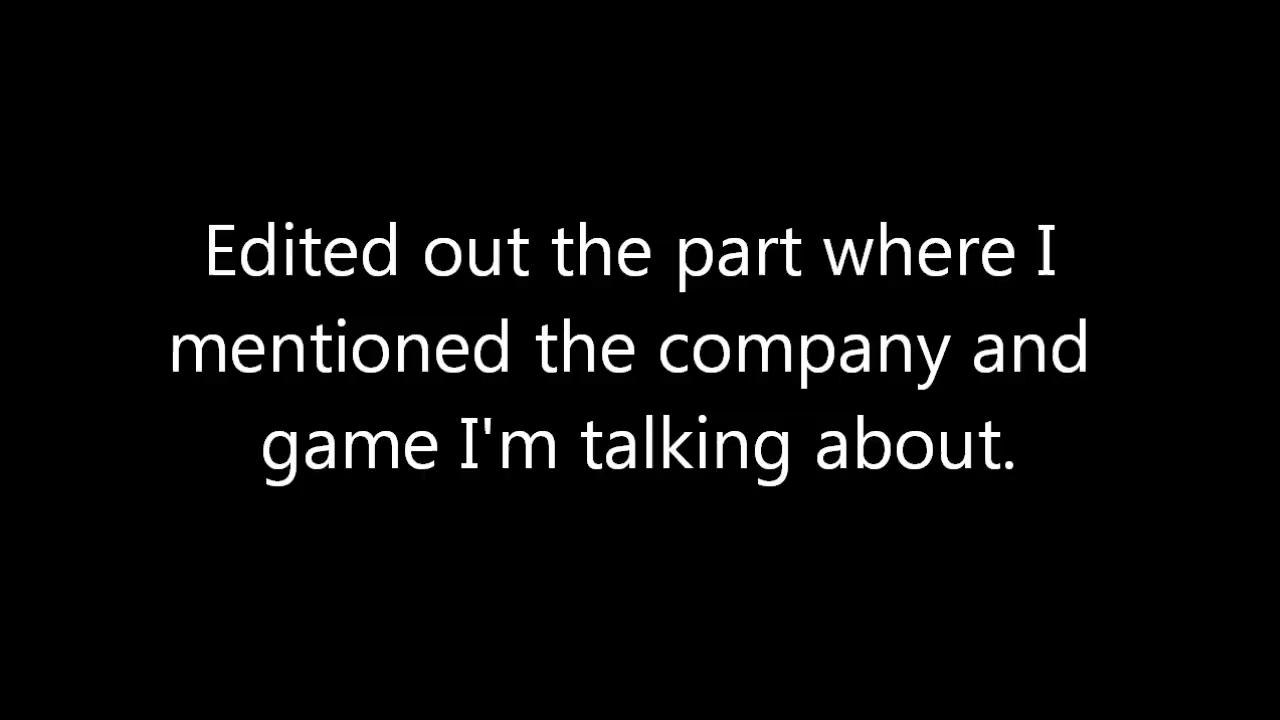 Edited out the part where I
mentioned the company and
game I'm talking about.